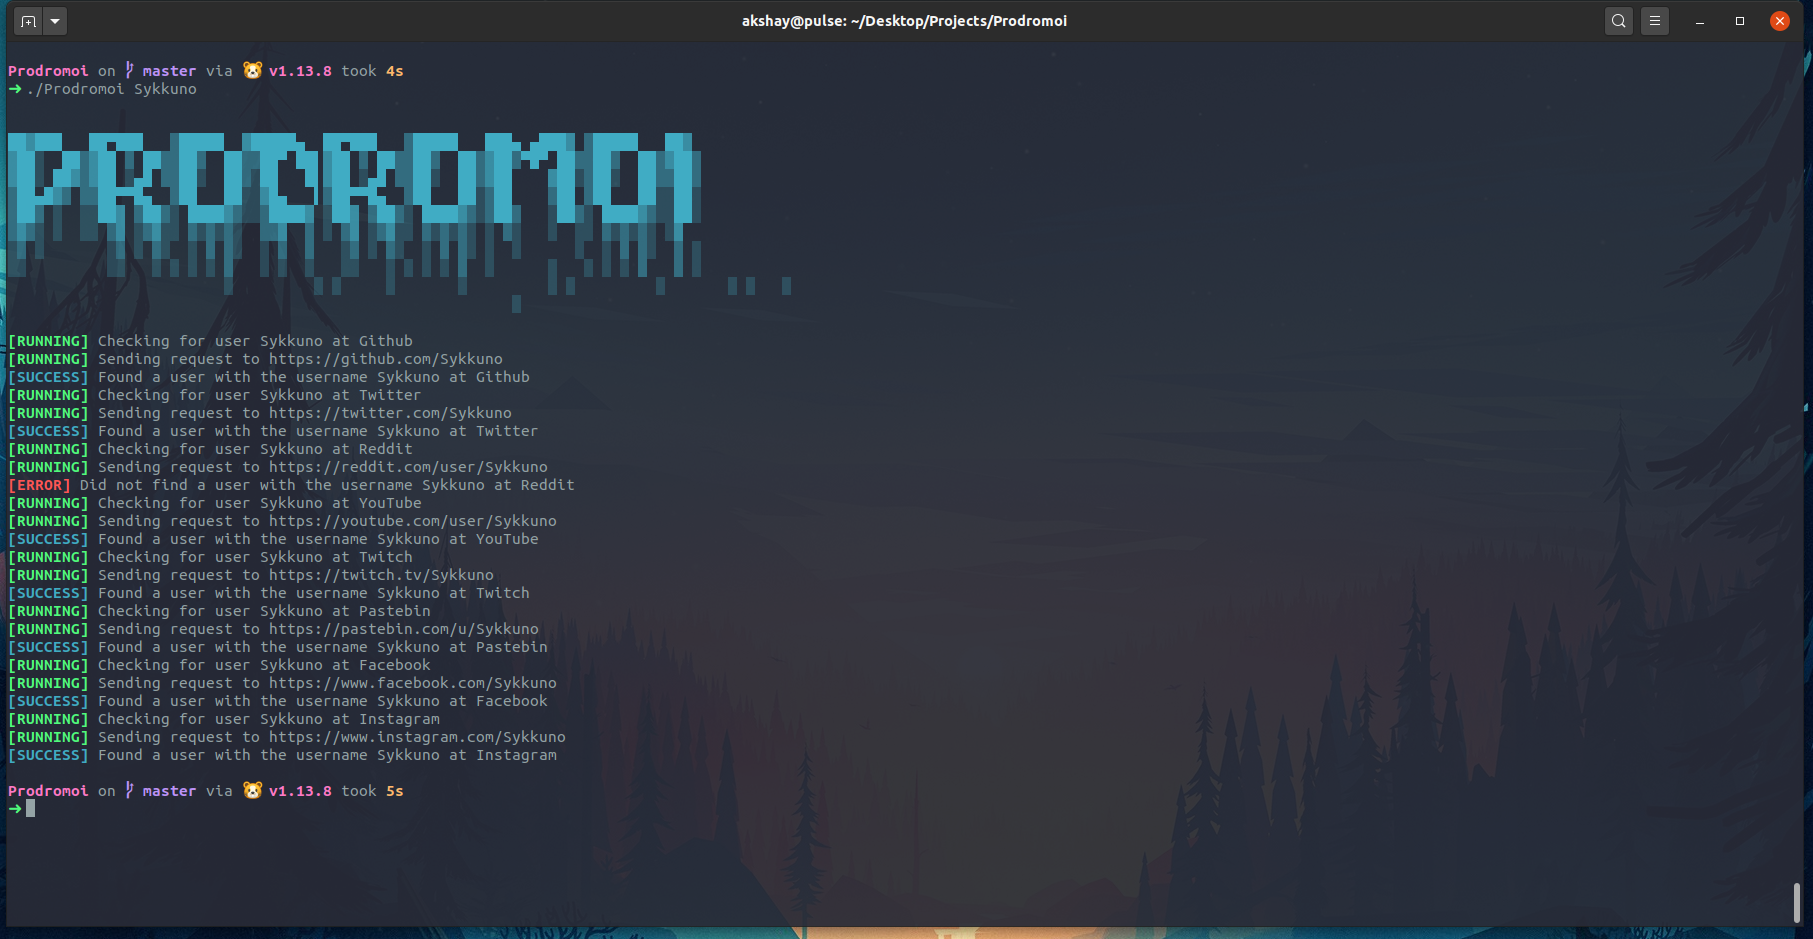 akshay@pulse: ~/Desktop/Projects/Prodromoi
Prodromoi on master via v1.13.8 took 4s
➜ ./Prodromoi Sykkuno
PRODROMOI
[RUNNING] Checking for user Sykkuno at Github
[RUNNING] Sending request to https://github.com/Sykkuno
[SUCCESS] Found a user with the username Sykkuno at Github
[RUNNING] Checking for user Sykkuno at Twitter
[RUNNING] Sending request to https://twitter.com/Sykkuno
[SUCCESS] Found a user with the username Sykkuno at Twitter
[RUNNING] Checking for user Sykkuno at Reddit
[RUNNING] Sending request to https://reddit.com/user/Sykkuno
[ERROR] Did not find a user with the username Sykkuno at Reddit
[RUNNING] Checking for user Sykkuno at YouTube
[RUNNING] Sending request to https://youtube.com/user/Sykkuno
[SUCCESS] Found a user with the username Sykkuno at YouTube
[RUNNING] Checking for user Sykkuno at Twitch
[RUNNING] Sending request to https://twitch.tv/Sykkuno
[SUCCESS] Found a user with the username Sykkuno at Twitch
[RUNNING] Checking for user Sykkuno at Pastebin
[RUNNING] Sending request to https://pastebin.com/u/Sykkuno
[SUCCESS] Found a user with the username Sykkuno at Pastebin
[RUNNING] Checking for user Sykkuno at Facebook
[RUNNING] Sending request to https://www.facebook.com/Sykkuno
[SUCCESS] Found a user with the username Sykkuno at Facebook
[RUNNING] Checking for user Sykkuno at Instagram
[RUNNING] Sending request to https://www.instagram.com/Sykkuno
[SUCCESS] Found a user with the username Sykkuno at Instagram
Prodromoi on master via v1.13.8 took 5s
➜